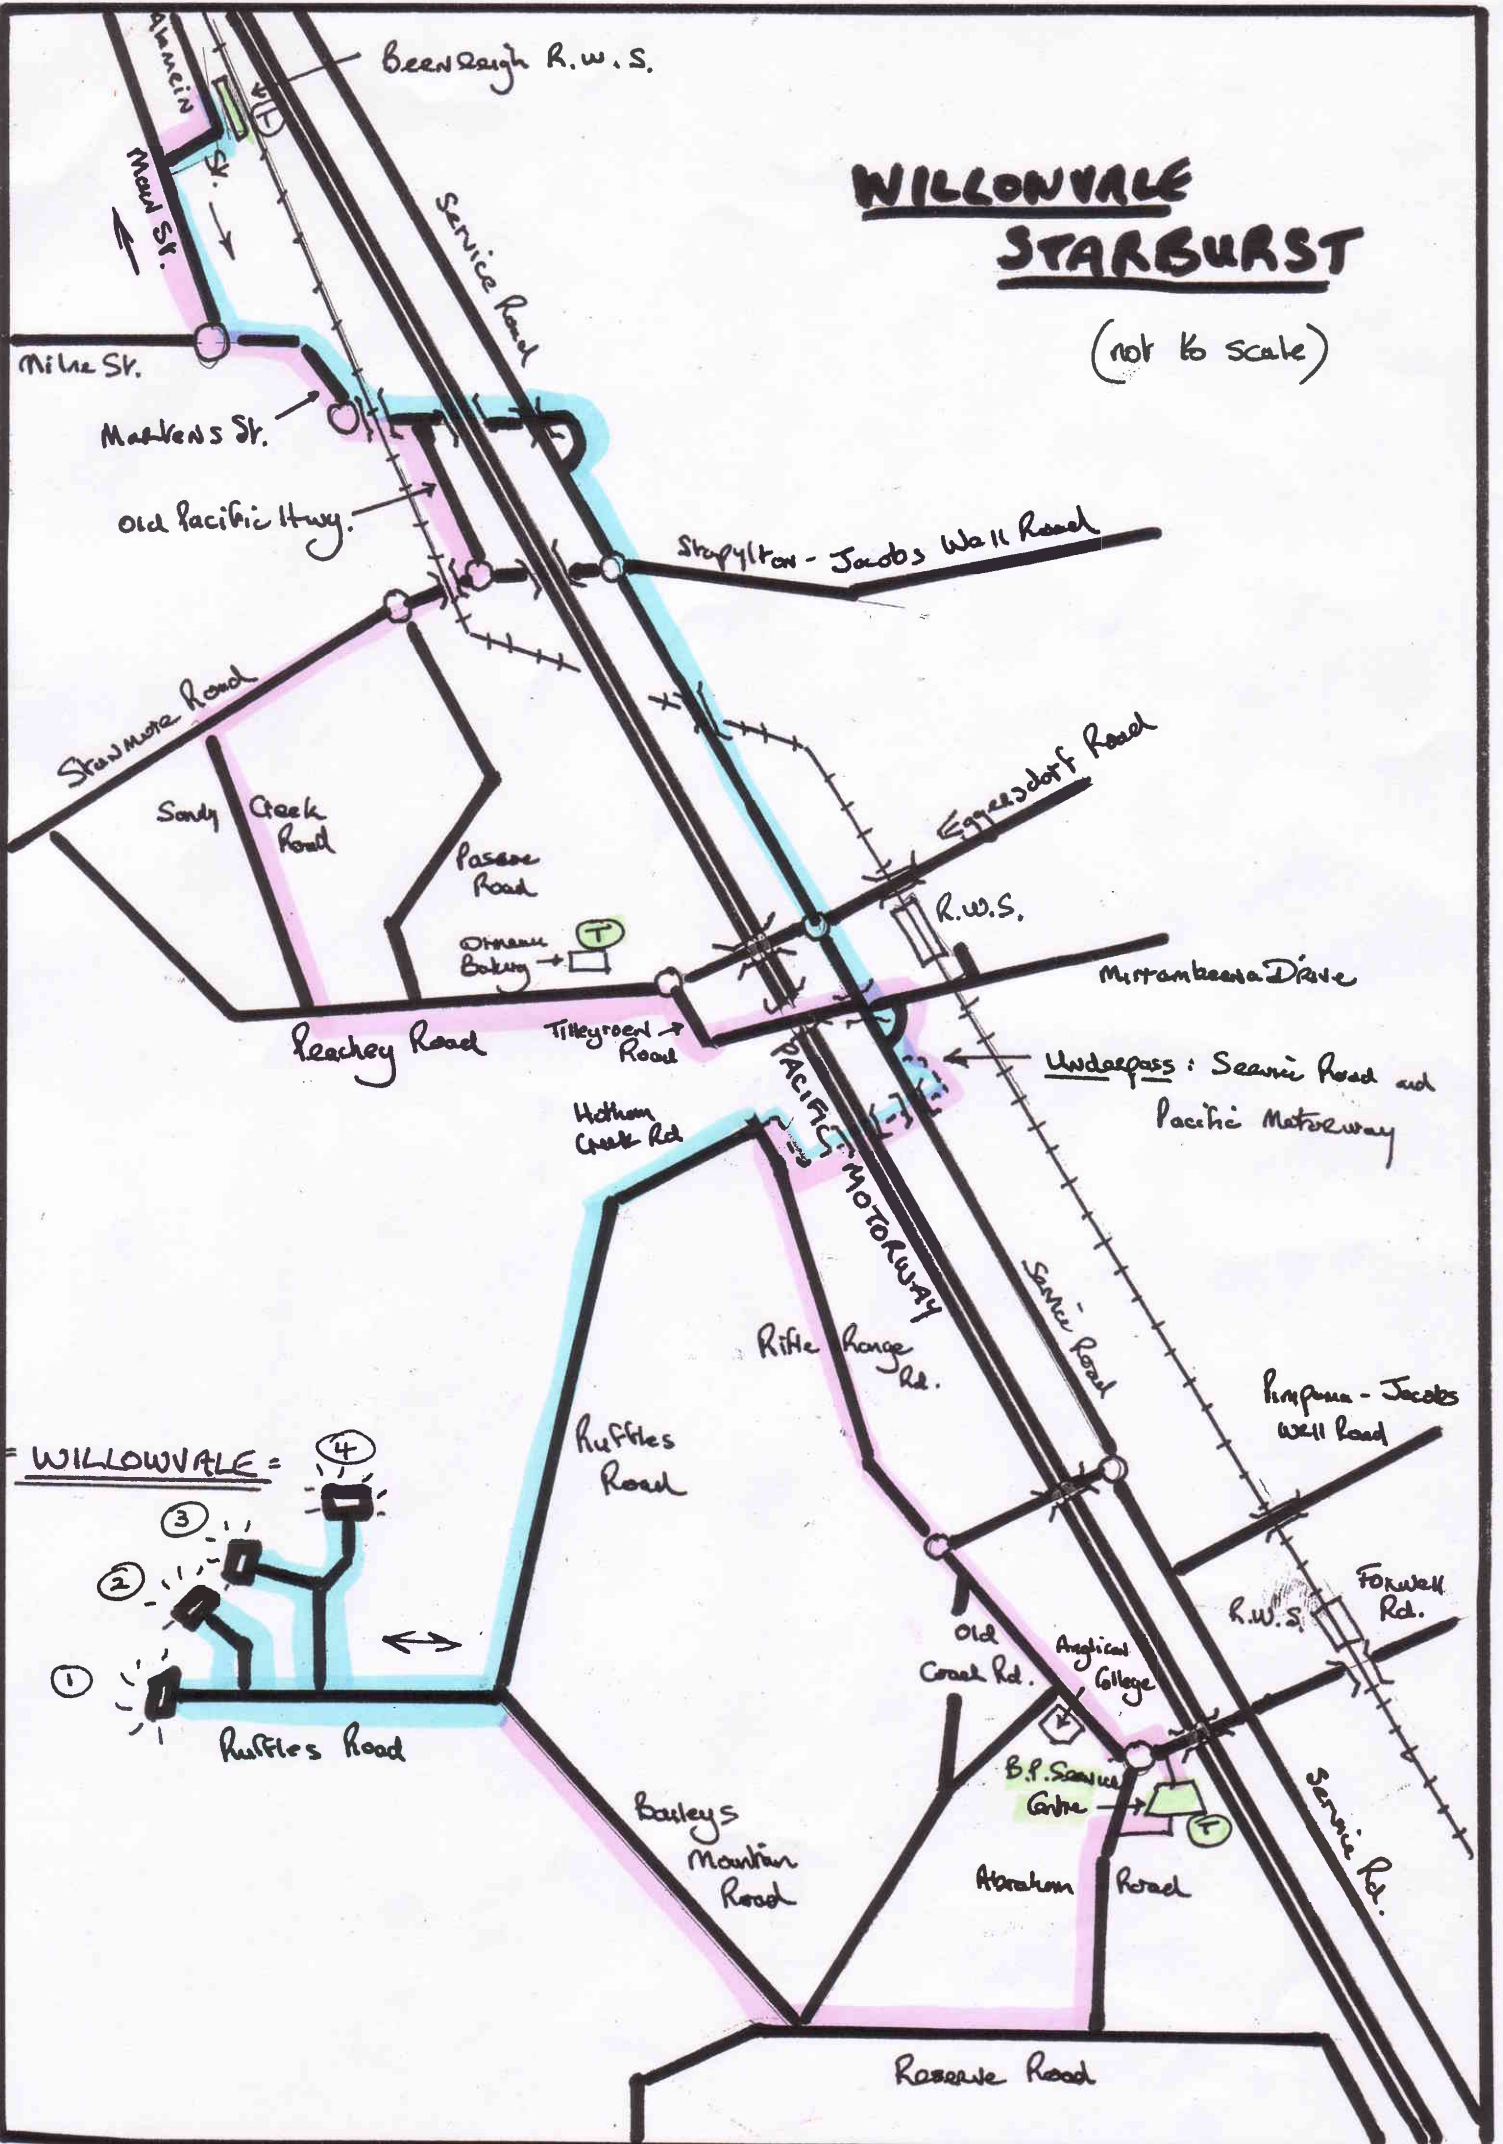 Alamein
St.
Beenleigh R.W.S.
Main St.
Service Road
WILLOWVALE
STARBURST
(not to scale)
Milne St.
Martens St.
Old Pacific Hwy.
Stapylton - Jacobs Well Road
Stanmore Road
Sandy Creek
Road
Pascoe
Road
Eggersdorf Road
R.W.S.
Ormeau
Bakery
T
Mirrambeena Drive
Peachey Road
Tilleyroen
Road
Underpass: Service Road and
Pacific Motorway
PACIFIC MOTORWAY
Hotham
Creek Rd
Service Road
Rifle Range
Rd.
Pimpama - Jacobs
Well Road
Ruffles
Road
= WILLOWVALE =
4
3
2
1
Foxwell
Rd.
R.W.S.
Old
Coach Rd.
Anglican
College
Ruffles Road
B.P. Service
Centre
T
Service Rd.
Baileys
Mountain
Road
Abraham Road
Reserve Road